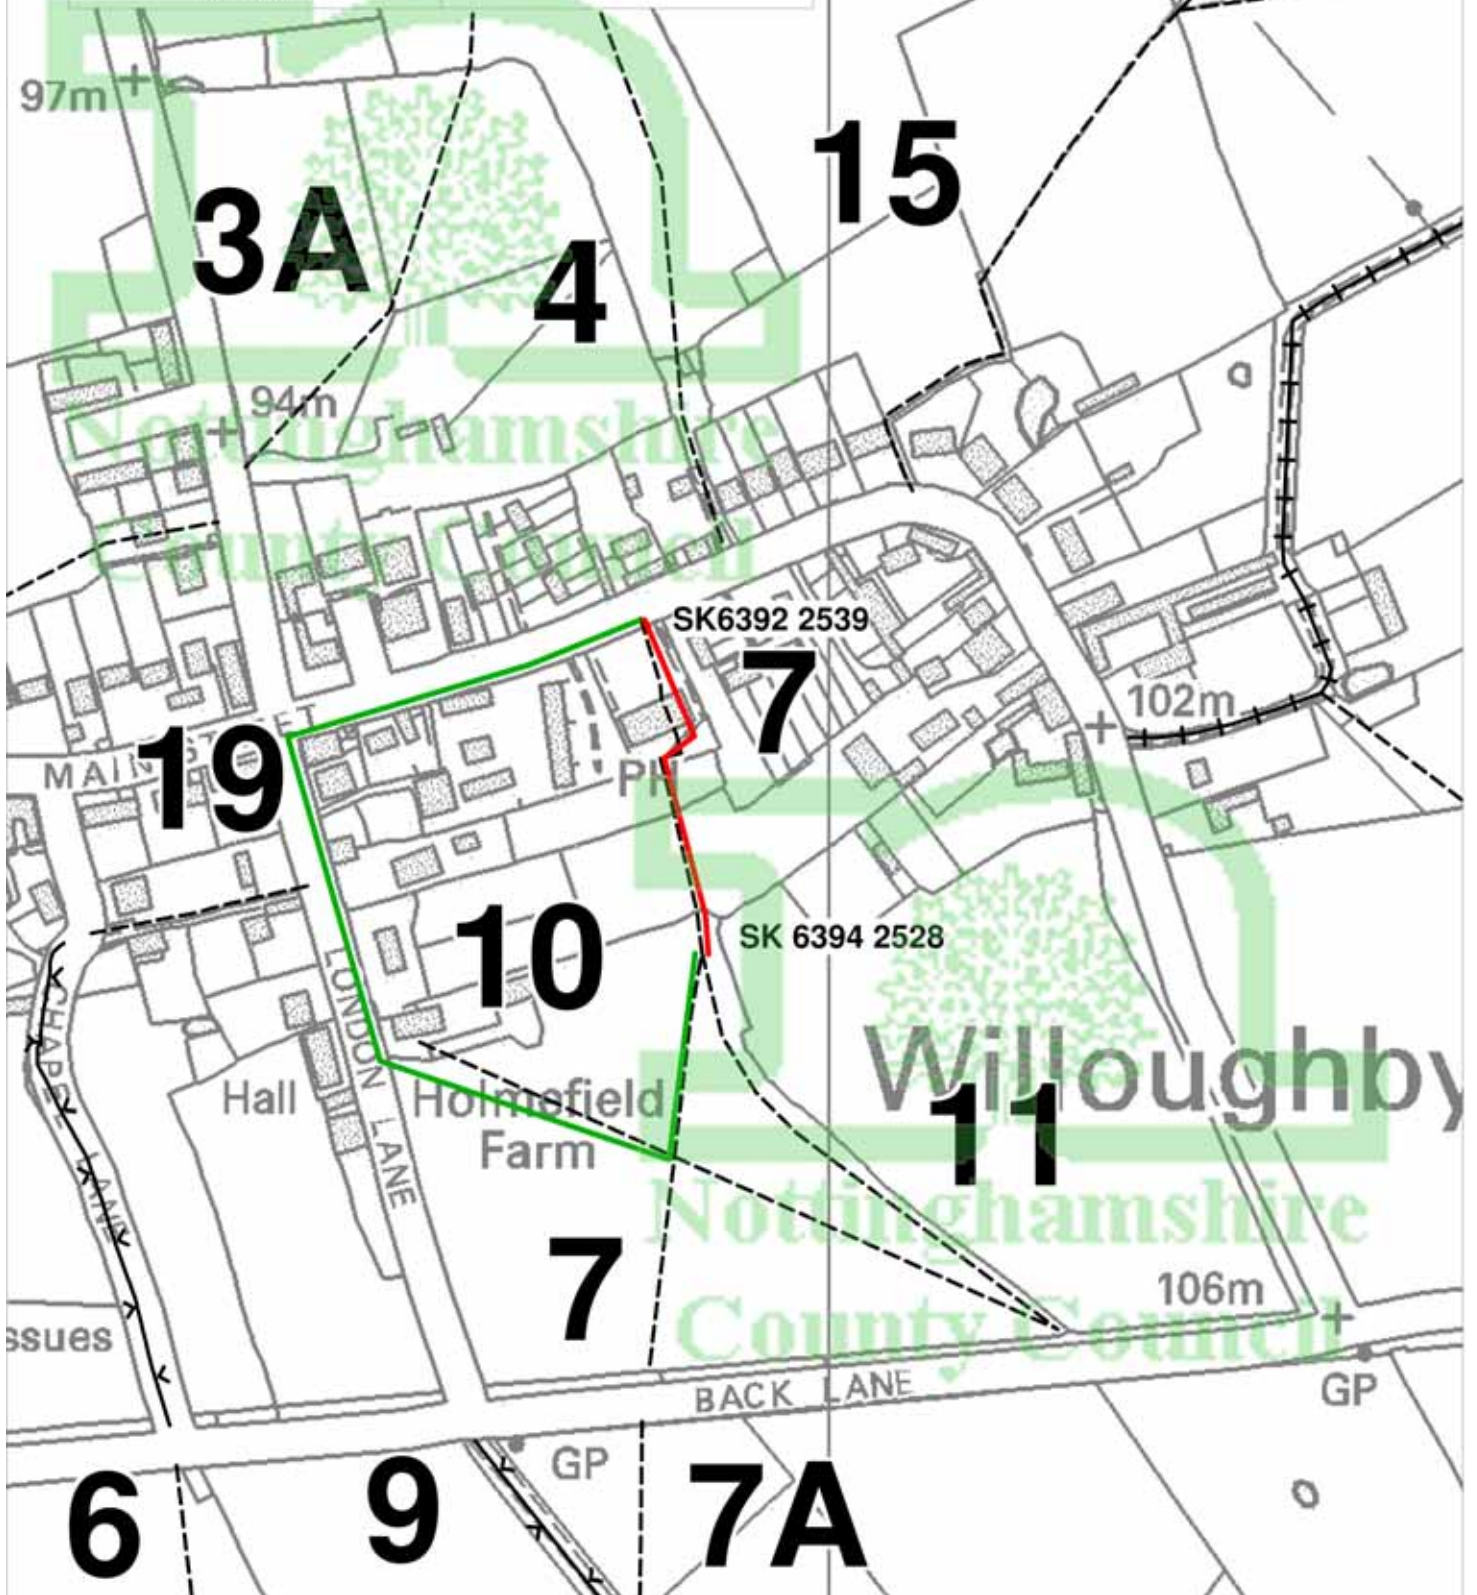 97m
15
3A
4
94m
Nottinghamshire
County Council
SK6392 2539
7
102m
MAIN STREET
19
PH
10
SK 6394 2528
LONDON LANE
CHAPEL LANE
Willoughby
Hall
Holmefield
Farm
11
Nottinghamshire
County Council
7
106m
ssues
BACK LANE
GP
GP
6
9
7A